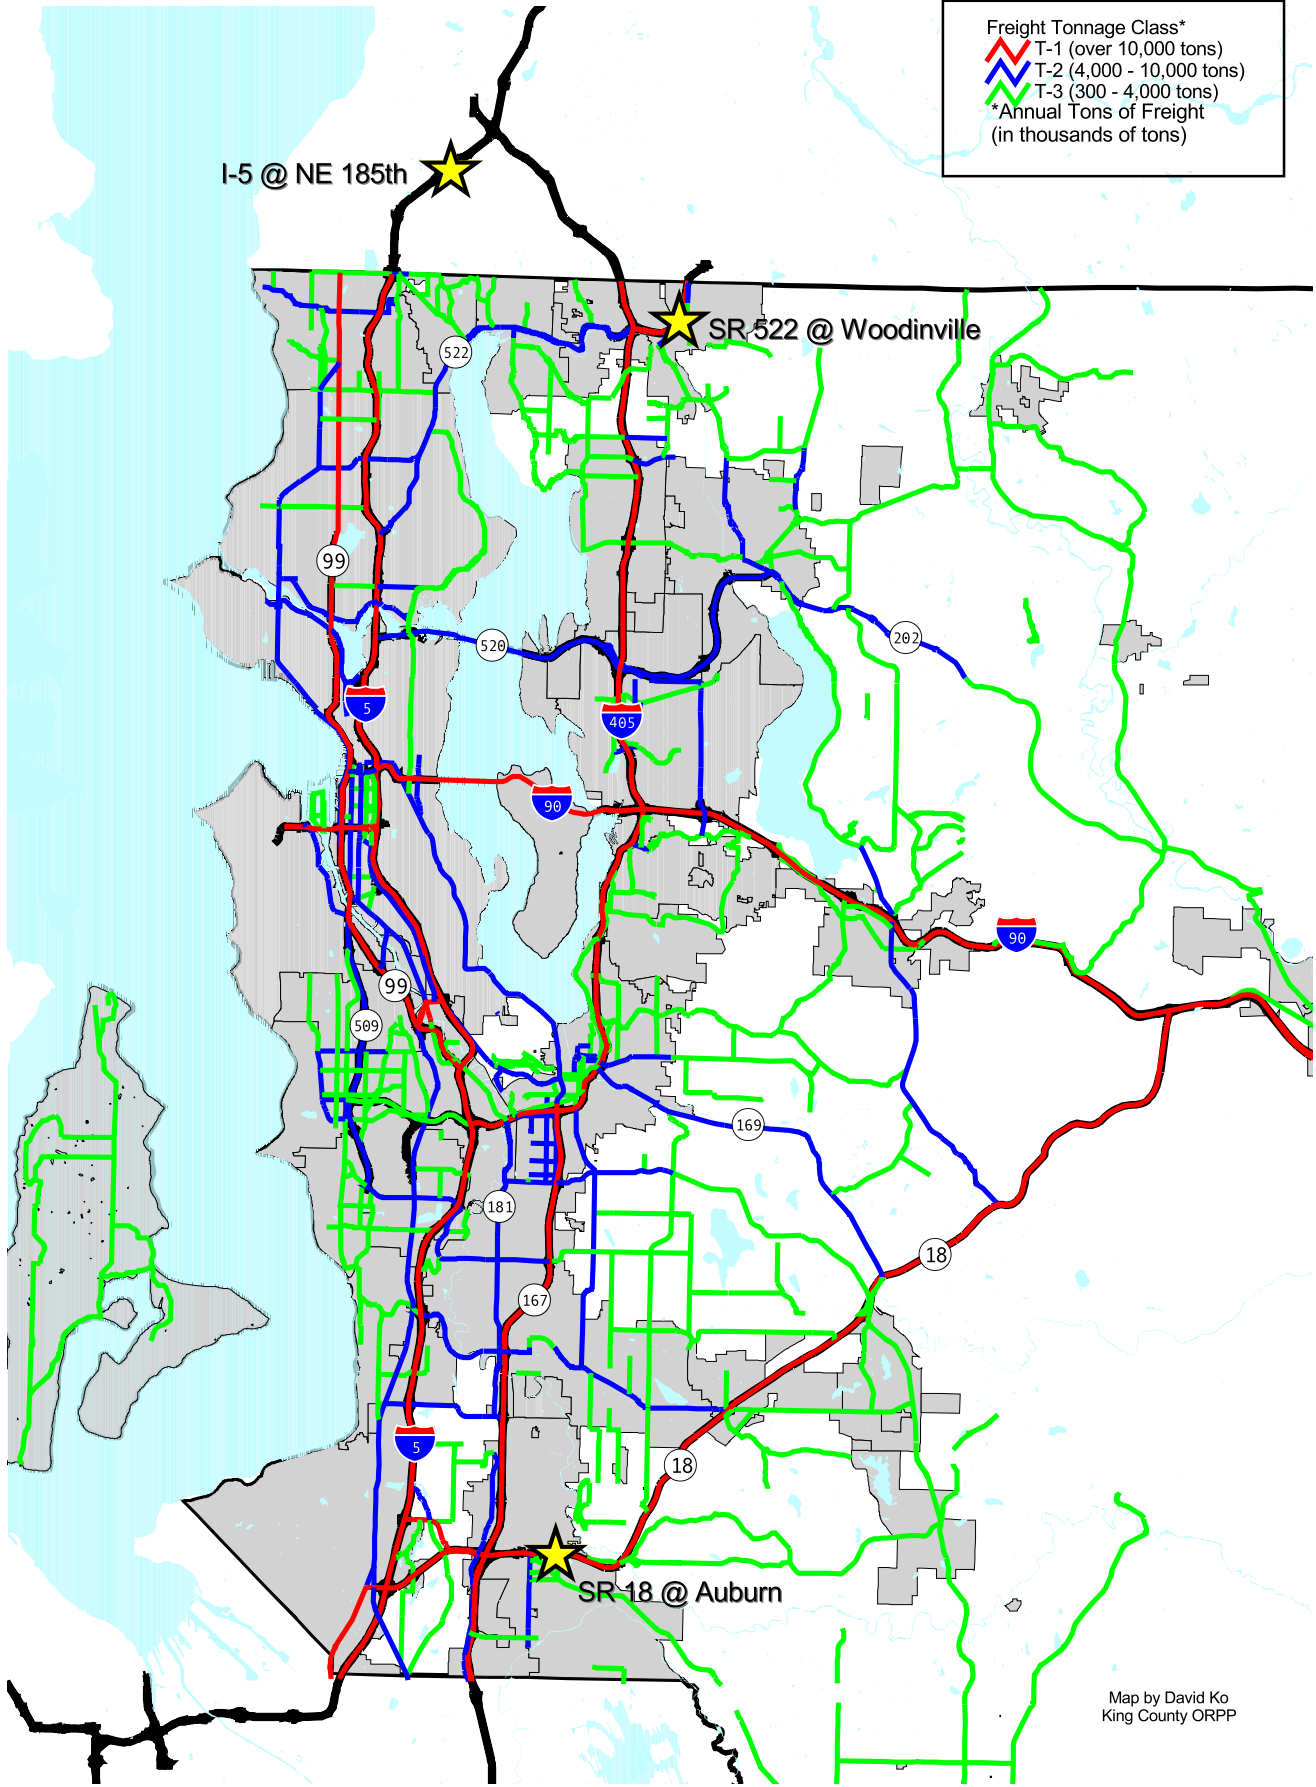 Freight Tonnage Class*
T-1 (over 10,000 tons)
T-2 (4,000 - 10,000 tons)
T-3 (300 - 4,000 tons)
*Annual Tons of Freight
(in thousands of tons)
I-5 @ NE 185th
SR 522 @ Woodinville
522
99
520
202
5
405
90
90
99
509
169
181
18
167
5
18
SR 18 @ Auburn
Map by David Ko
King County ORPP